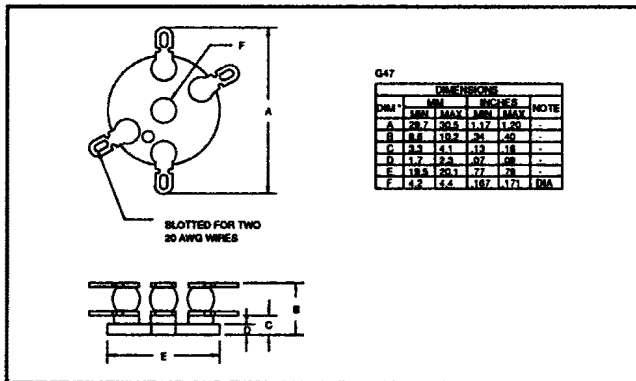 F
A
SLOTTED FOR TWO
20 AWG WIRES
G47
DIMENSIONS
DIM * MM INCHES NOTE
MIN MAX MIN MAX
A 29.7 30.5 1.17 1.20 -
B 8.6 10.2 .34 .40 -
C 3.3 4.1 .13 .16 -
D 1.7 2.3 .07 .09 -
E 19.5 20.1 .77 .79 -
F 4.2 4.4 .167 .171 DIA
B
C
D
E